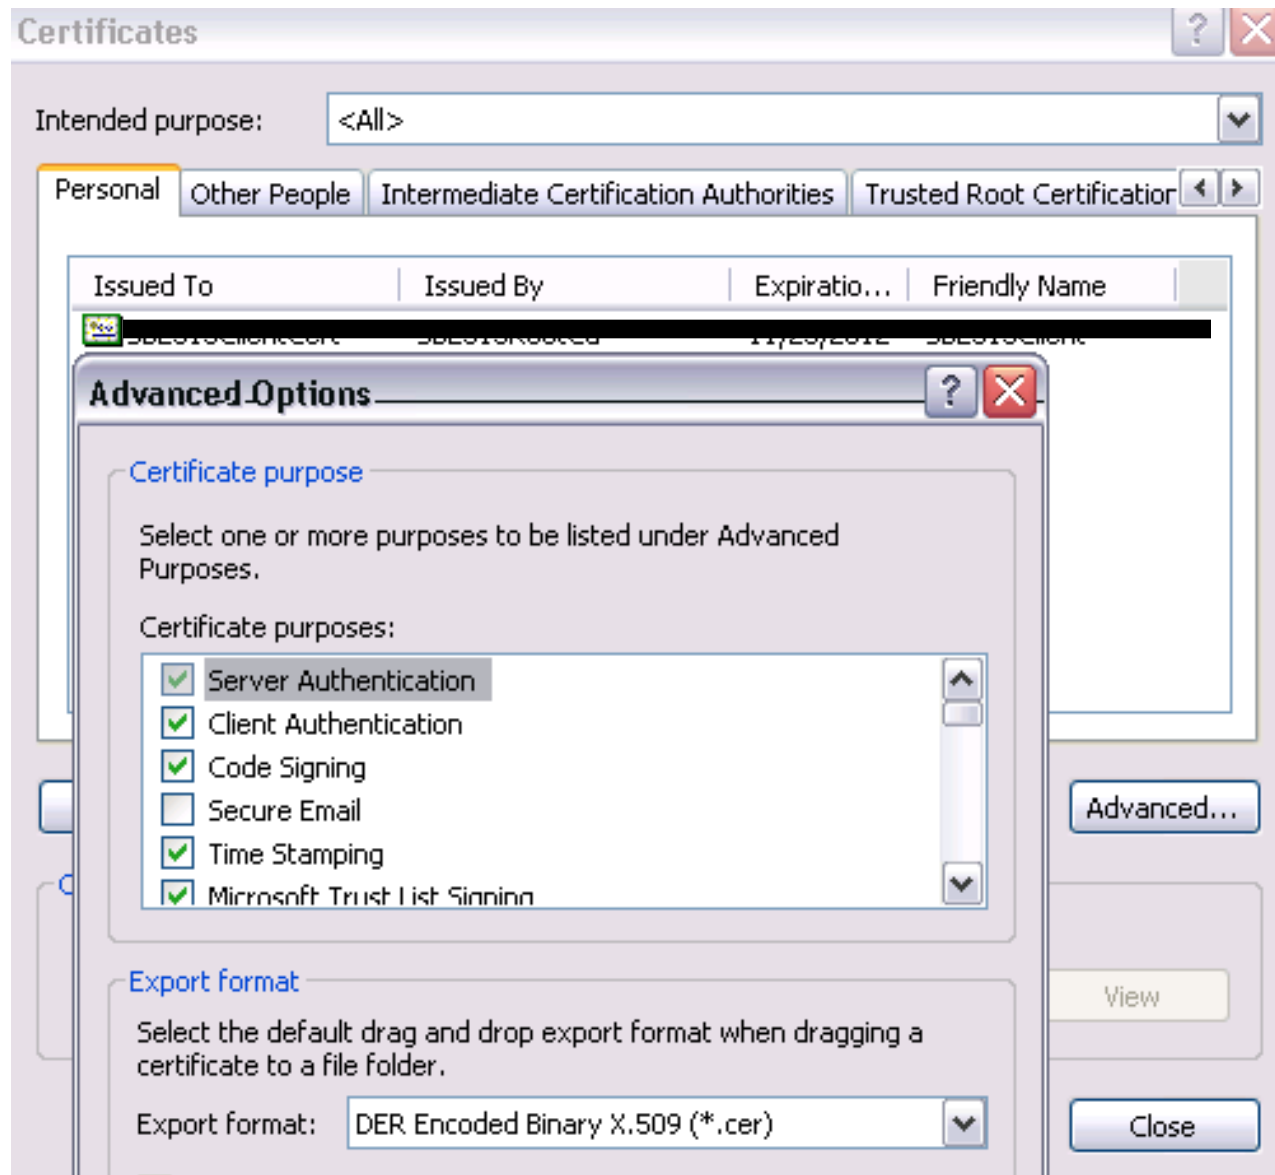 Certificates
Intended purpose: <All>
Personal Other People Intermediate Certification Authorities Trusted Root Certification
Issued To Issued By Expiratio... Friendly Name
Advanced Options
Certificate purpose
Select one or more purposes to be listed under Advanced
Purposes.
Certificate purposes:
Server Authentication
Client Authentication
Code Signing
Secure Email
Time Stamping
Microsoft Trust List Signing
Advanced...
Export format
View
Select the default drag and drop export format when dragging a
certificate to a file folder.
Export format: DER Encoded Binary X.509 (*.cer)
Close